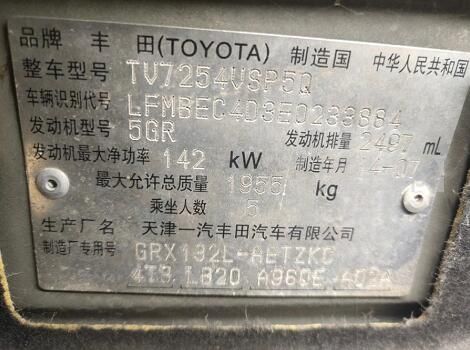 品牌 丰田(TOYOTA) 制造国 中华人民共和国
整车型号 TV7254VSP5Q
车辆识别代号 LFMBEC4D3E0233884
发动机型号 5GR 发动机排量 2497 mL
发动机最大净功率 142 kW 制造年月 14-07
最大允许总质量 1955 kg
乘坐人数 5
生产厂名 天津一汽丰田汽车有限公司
制造厂专用号 GRX132L-AETZKC
4T3 LB20 A960E A02A